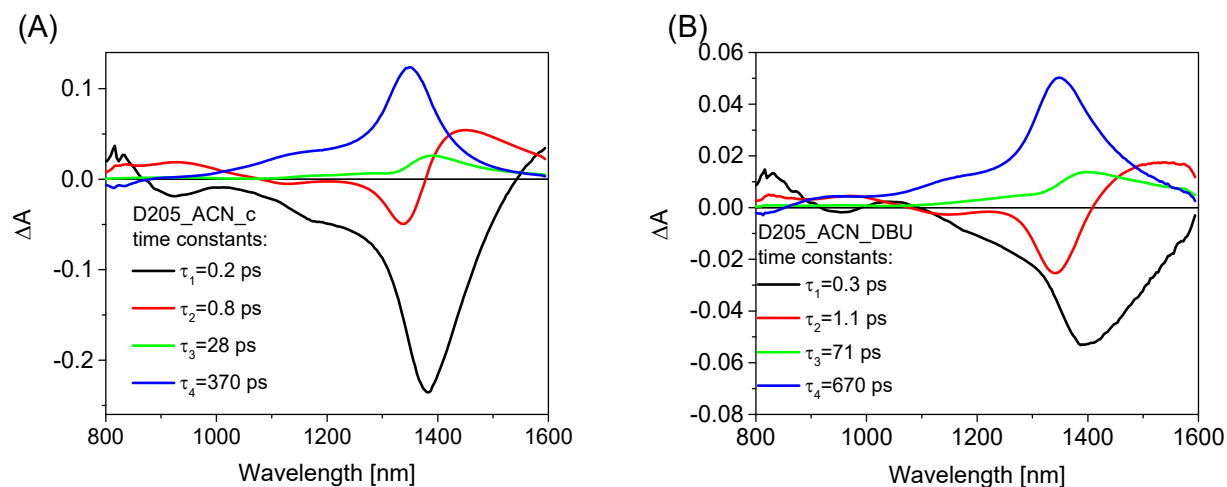 (A)
0.1
0.0
-0.1
-0.2
ΔA
D205_ACN_c
time constants:
τ1=0.2 ps
τ2=0.8 ps
τ3=28 ps
τ4=370 ps
800 1000 1200 1400 1600
Wavelength [nm]
(B)
0.06
0.04
0.02
0.00
-0.02
-0.04
-0.06
-0.08
ΔA
D205_ACN_DBU
time constants:
τ1=0.3 ps
τ2=1.1 ps
τ3=71 ps
τ4=670 ps
800 1000 1200 1400 1600
Wavelength [nm]